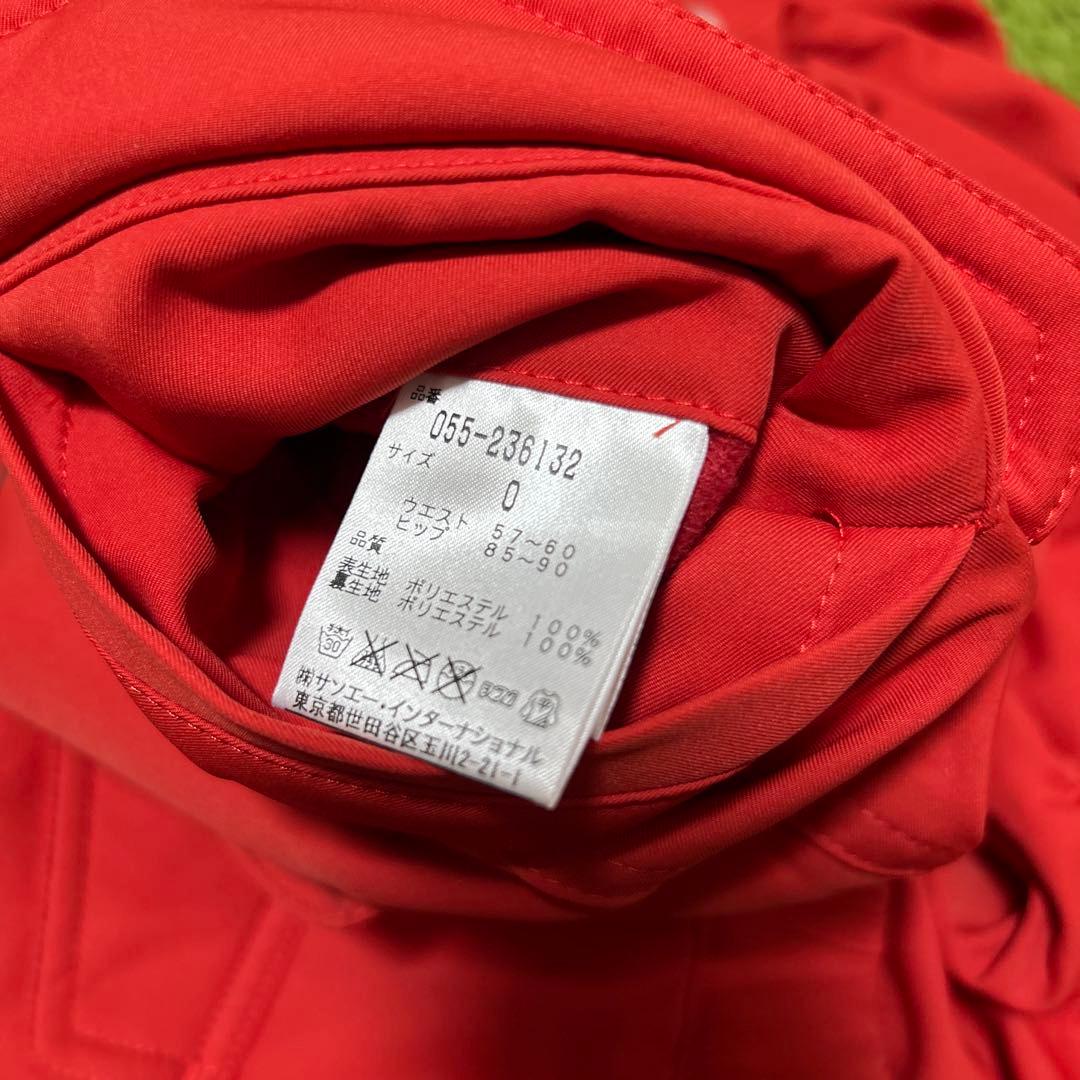 品番
055-236132
サイズ
0
ウエスト 57～60
ヒップ 85～90
品質
表生地 ポリエステル 100%
裏生地 ポリエステル 100%
30
㈱サンエー・インターナショナル
東京都世田谷区玉川2-21-1